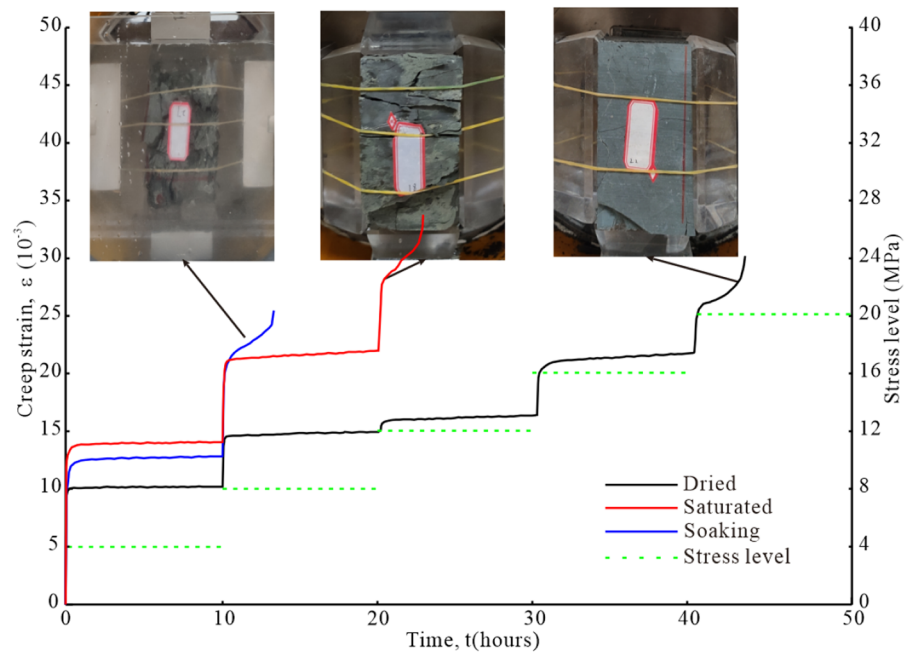 50
45
40
35
30
25
20
15
10
5
0
Creep strain, ε (10⁻³)
40
36
32
28
24
20
16
12
8
4
0
Stress level (MPa)
Dried
Saturated
Soaking
Stress level
0 10 20 30 40 50
Time, t(hours)